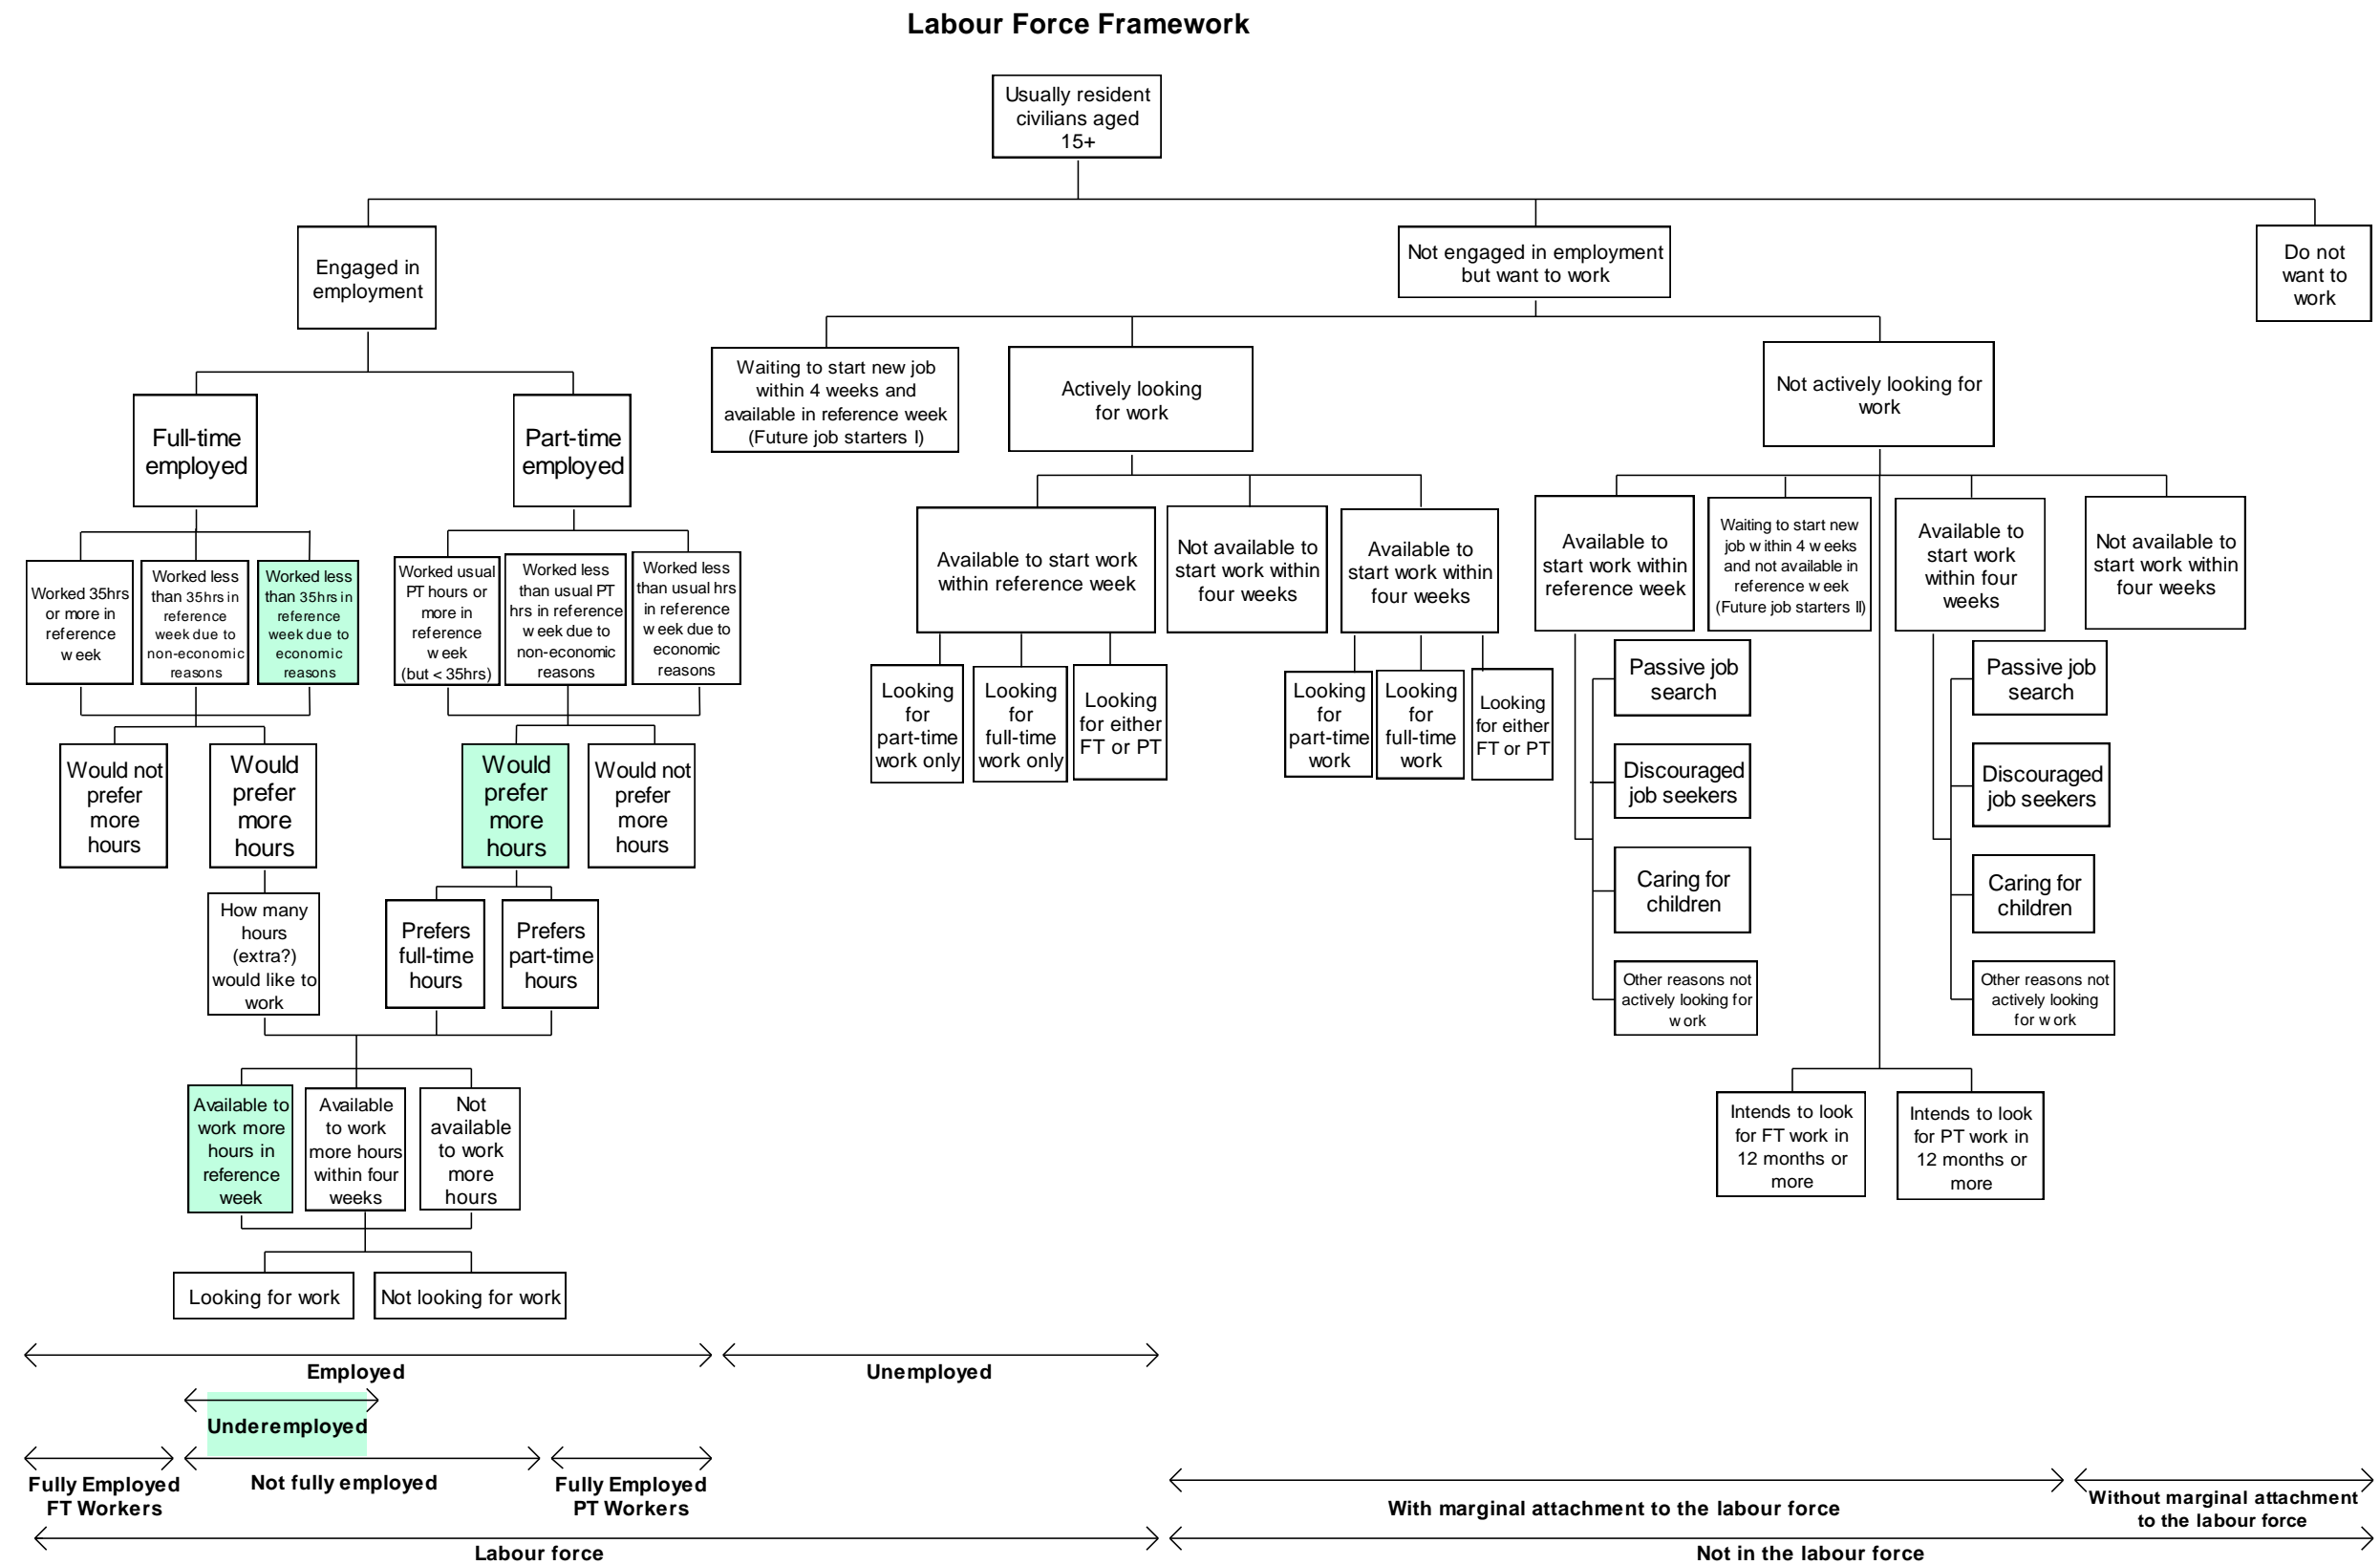 Labour Force Framework
Usually resident
civilians aged
15+
Engaged in
employment
Not engaged in employment
but want to work
Do not
want to
work
Waiting to start new job
within 4 weeks and
available in reference week
(Future job starters I)
Actively looking
for work
Not actively looking for
work
Full-time
employed
Part-time
employed
Available to start work
within reference week
Not available to
start work within
four weeks
Available to
start work within
four weeks
Available to
start work within
reference week
Waiting to start new
job within 4 weeks
and not available in
reference week
(Future job starters II)
Available to
start work
within four
weeks
Not available to
start work within
four weeks
Worked 35hrs
or more in
reference
week
Worked less
than 35hrs in
reference
week due to
non-economic
reasons
Worked less
than 35hrs in
reference
week due to
economic
reasons
Worked usual
PT hours or
more in
reference
week
(but < 35hrs)
Worked less
than usual PT
hrs in reference
week due to
non-economic
reasons
Worked less
than usual hrs
in reference
week due to
economic
reasons
Looking
for
part-time
work only
Looking
for
full-time
work only
Looking
for either
FT or PT
Looking
for
part-time
work
Looking
for
full-time
work
Looking
for either
FT or PT
Passive job
search
Discouraged
job seekers
Caring for
children
Other reasons not
actively looking for
work
Passive job
search
Discouraged
job seekers
Caring for
children
Other reasons not
actively looking
for work
Would not
prefer
more
hours
Would
prefer
more
hours
Would
prefer
more
hours
Would not
prefer
more
hours
How many
hours
(extra?)
would like to
work
Prefers
full-time
hours
Prefers
part-time
hours
Available to
work more
hours in
reference
week
Available
to work
more hours
within four
weeks
Not
available
to work
more
hours
Intends to look
for FT work in
12 months or
more
Intends to look
for PT work in
12 months or
more
Looking for work
Not looking for work
Employed
Unemployed
Underemployed
Fully Employed
FT Workers
Not fully employed
Fully Employed
PT Workers
With marginal attachment to the labour force
Without marginal attachment
to the labour force
Labour force
Not in the labour force